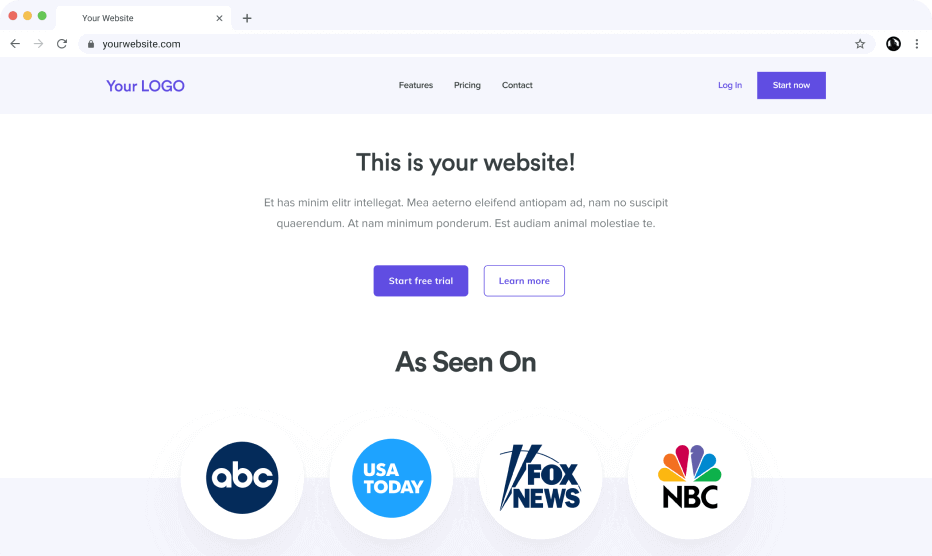 Your Website
yourwebsite.com
Your LOGO
Features
Pricing
Contact
Log In
Start now
This is your website!
Et has minim elitr intellegat. Mea aeterno eleifend antiopam ad, nam no suscipit
quaerendum. At nam minimum ponderum. Est audiam animal molestiae te.
Start free trial
Learn more
As Seen On
abc
USA
TODAY
FOX
NEWS
NBC